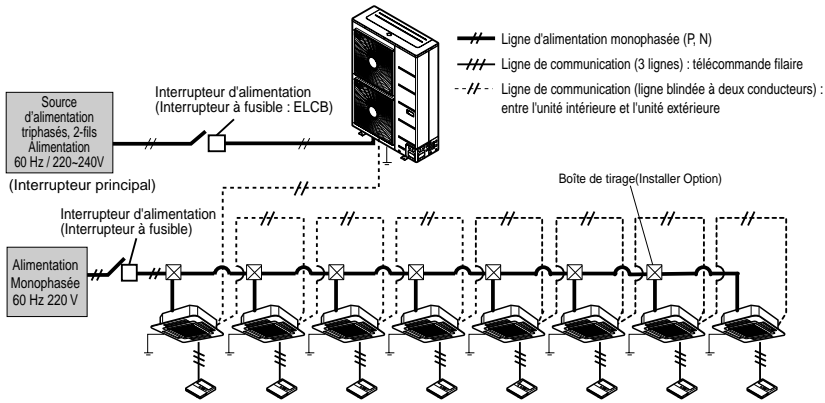 Ligne d'alimentation monophasée (P, N)
Ligne de communication (3 lignes) : télécommande filaire
Ligne de communication (ligne blindée à deux conducteurs) :
entre l'unité intérieure et l'unité extérieure
Interrupteur d'alimentation
(Interrupteur à fusible : ELCB)
Source
d'alimentation
triphasés, 2-fils
Alimentation
60 Hz / 220~240V
(Interrupteur principal)
Boîte de tirage(Installer Option)
Interrupteur d'alimentation
(Interrupteur à fusible)
Alimentation
Monophasée
60 Hz 220 V